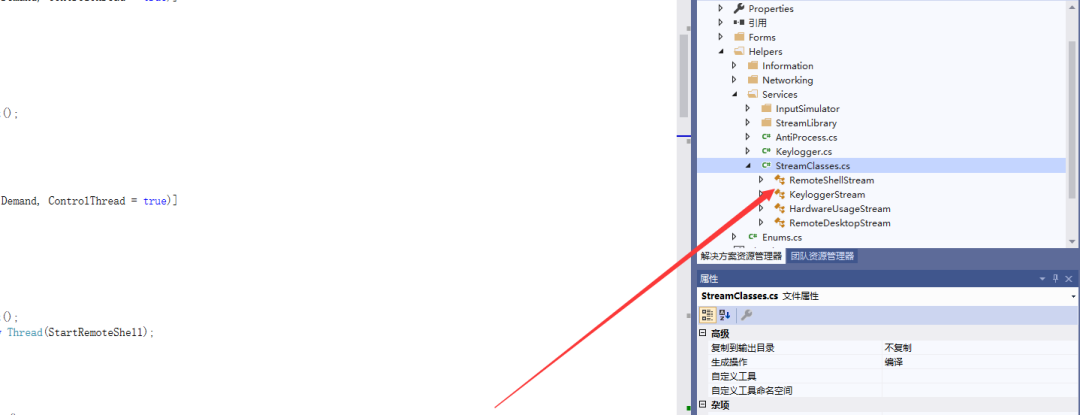 Demand, ControlThread = true)]
();
Demand, ControlThread = true)]
();
Thread(StartRemoteShell);
Properties
引用
Forms
Helpers
Information
Networking
Services
InputSimulator
StreamLibrary
AntiProcess.cs
Keylogger.cs
StreamClasses.cs
RemoteShellStream
KeyloggerStream
HardwareUsageStream
RemoteDesktopStream
Enums.cs
解决方案资源管理器 团队资源管理器
属性
StreamClasses.cs 文件属性
高级
复制到输出目录 不复制
生成操作 编译
自定义工具
自定义工具命名空间
杂项